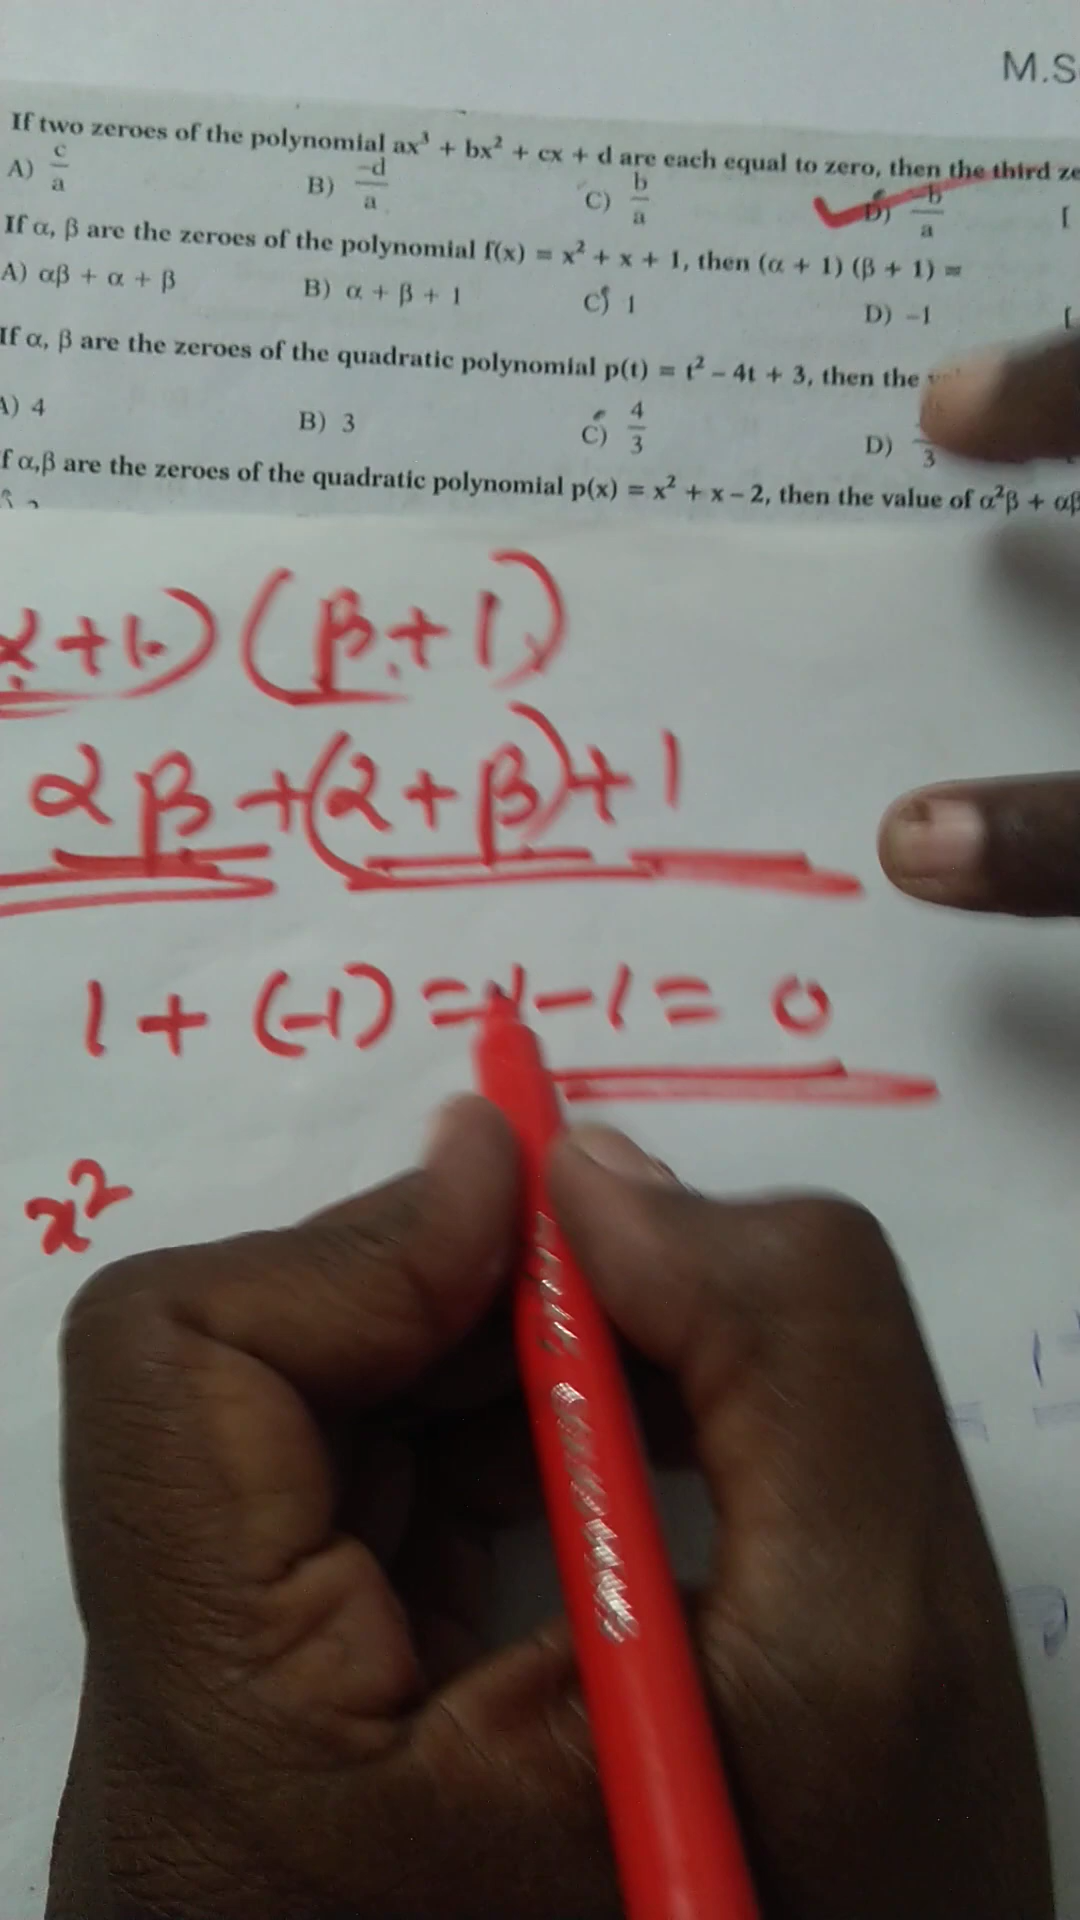 M.S
If two zeroes of the polynomial ax³ + bx² + cx + d are each equal to zero, then the third ze
A) c/a B) -d/a C) b/a D) -b/a [
If α, β are the zeroes of the polynomial f(x) = x² + x + 1, then (α + 1) (β + 1) =
A) αβ + α + β B) α + β + 1 C) 1 D) -1 [
If α, β are the zeroes of the quadratic polynomial p(t) = t² - 4t + 3, then the
A) 4 B) 3 C) 4/3 D) 3
f α,β are the zeroes of the quadratic polynomial p(x) = x² + x - 2, then the value of α²β + αβ
α+1) (β+1)
αβ+(α+β)+1
1+(-1)=1-1= 0
x²